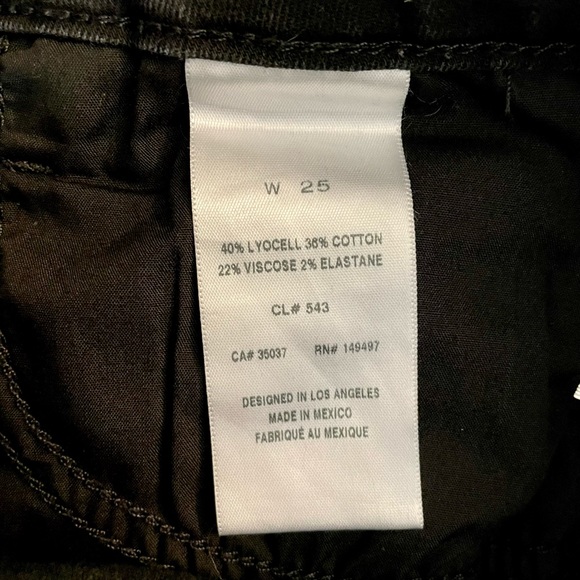 W 25
40% LYOCELL 36% COTTON
22% VISCOSE 2% ELASTANE
CL# 543
CA# 35037 RN# 149497
DESIGNED IN LOS ANGELES
MADE IN MEXICO
FABRIQUÉ AU MEXIQUE